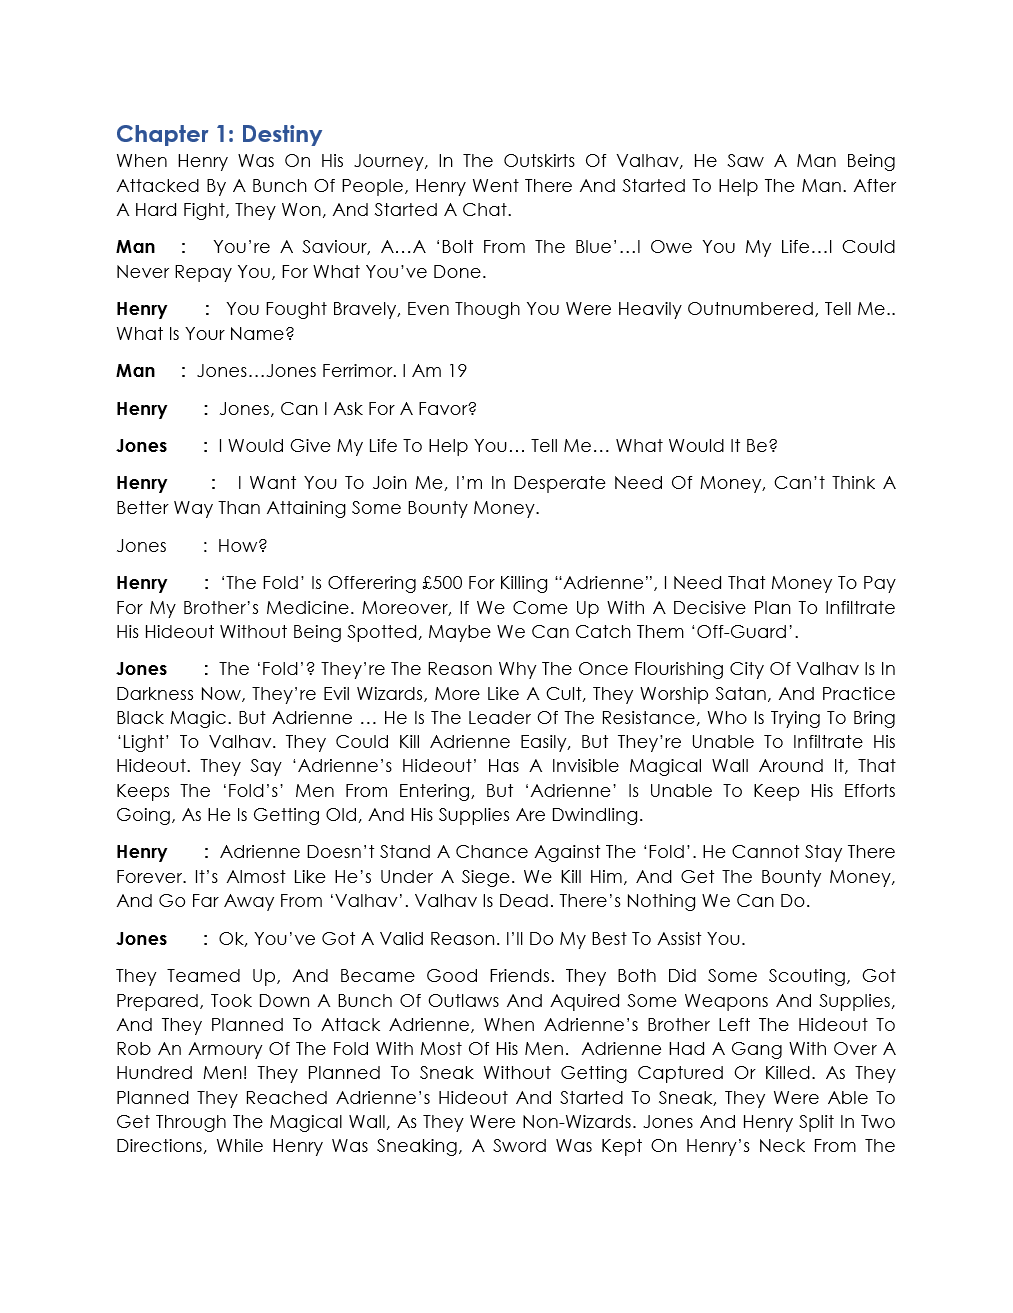 Chapter 1: Destiny
When Henry Was On His Journey, In The Outskirts Of Valhav, He Saw A Man Being
Attacked By A Bunch Of People, Henry Went There And Started To Help The Man. After
A Hard Fight, They Won, And Started A Chat.
Man : You’re A Saviour, A…A ‘Bolt From The Blue’…I Owe You My Life…I Could
Never Repay You, For What You’ve Done.
Henry : You Fought Bravely, Even Though You Were Heavily Outnumbered, Tell Me..
What Is Your Name?
Man : Jones…Jones Ferrimor. I Am 19
Henry : Jones, Can I Ask For A Favor?
Jones : I Would Give My Life To Help You… Tell Me… What Would It Be?
Henry : I Want You To Join Me, I’m In Desperate Need Of Money, Can’t Think A
Better Way Than Attaining Some Bounty Money.
Jones : How?
Henry : ‘The Fold’ Is Offerering £500 For Killing “Adrienne”, I Need That Money To Pay
For My Brother’s Medicine. Moreover, If We Come Up With A Decisive Plan To Infiltrate
His Hideout Without Being Spotted, Maybe We Can Catch Them ‘Off-Guard’.
Jones : The ‘Fold’? They’re The Reason Why The Once Flourishing City Of Valhav Is In
Darkness Now, They’re Evil Wizards, More Like A Cult, They Worship Satan, And Practice
Black Magic. But Adrienne … He Is The Leader Of The Resistance, Who Is Trying To Bring
‘Light’ To Valhav. They Could Kill Adrienne Easily, But They’re Unable To Infiltrate His
Hideout. They Say ‘Adrienne’s Hideout’ Has A Invisible Magical Wall Around It, That
Keeps The ‘Fold’s’ Men From Entering, But ‘Adrienne’ Is Unable To Keep His Efforts
Going, As He Is Getting Old, And His Supplies Are Dwindling.
Henry : Adrienne Doesn’t Stand A Chance Against The ‘Fold’. He Cannot Stay There
Forever. It’s Almost Like He’s Under A Siege. We Kill Him, And Get The Bounty Money,
And Go Far Away From ‘Valhav’. Valhav Is Dead. There’s Nothing We Can Do.
Jones : Ok, You’ve Got A Valid Reason. I’ll Do My Best To Assist You.
They Teamed Up, And Became Good Friends. They Both Did Some Scouting, Got
Prepared, Took Down A Bunch Of Outlaws And Aquired Some Weapons And Supplies,
And They Planned To Attack Adrienne, When Adrienne’s Brother Left The Hideout To
Rob An Armoury Of The Fold With Most Of His Men. Adrienne Had A Gang With Over A
Hundred Men! They Planned To Sneak Without Getting Captured Or Killed. As They
Planned They Reached Adrienne’s Hideout And Started To Sneak, They Were Able To
Get Through The Magical Wall, As They Were Non-Wizards. Jones And Henry Split In Two
Directions, While Henry Was Sneaking, A Sword Was Kept On Henry’s Neck From The